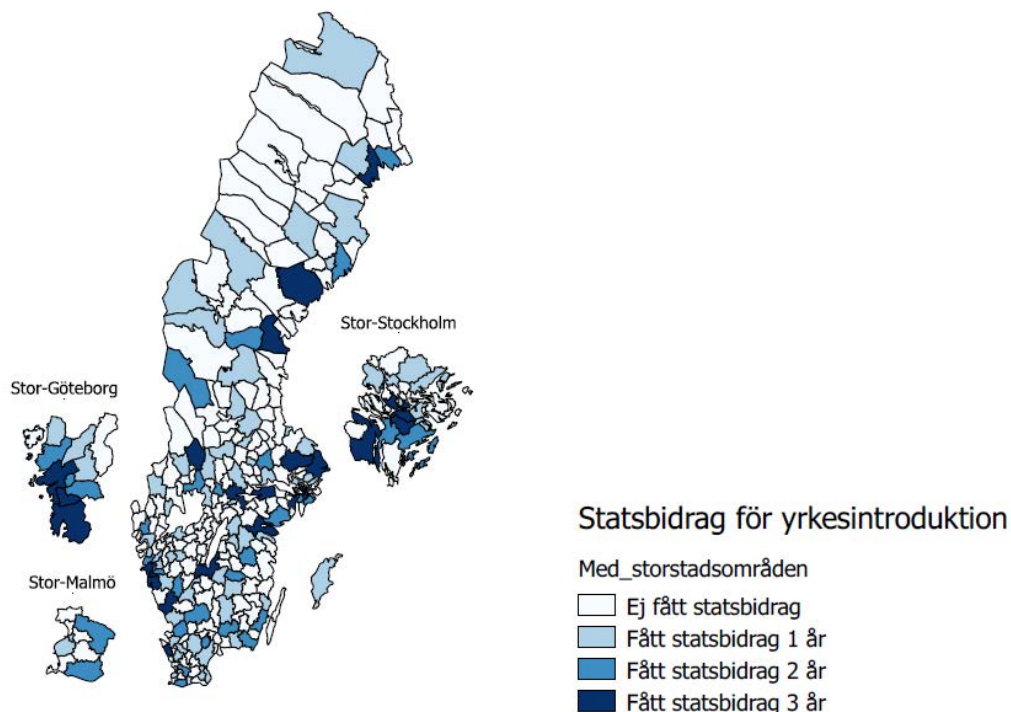 Stor-Stockholm
Stor-Göteborg
Stor-Malmö
Statsbidrag för yrkesintroduktion
Med_storstadsområden
Ej fått statsbidrag
Fått statsbidrag 1 år
Fått statsbidrag 2 år
Fått statsbidrag 3 år